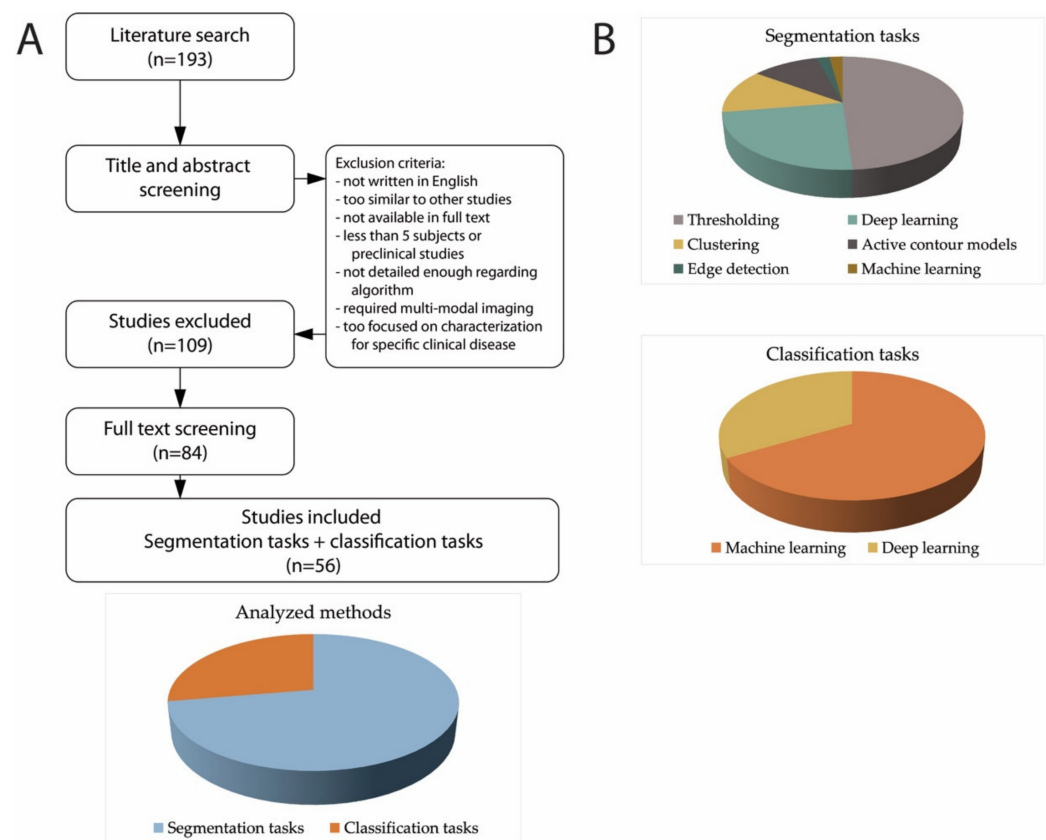 A
Literature search
(n=193)
Title and abstract
screening
Exclusion criteria:
- not written in English
- too similar to other studies
- not available in full text
- less than 5 subjects or
preclinical studies
- not detailed enough regarding
algorithm
- required multi-modal imaging
- too focused on characterization
for specific clinical disease
Studies excluded
(n=109)
Full text screening
(n=84)
Studies included
Segmentation tasks + classification tasks
(n=56)
Analyzed methods
Segmentation tasks
Classification tasks
B
Segmentation tasks
Thresholding
Deep learning
Clustering
Active contour models
Edge detection
Machine learning
Classification tasks
Machine learning
Deep learning